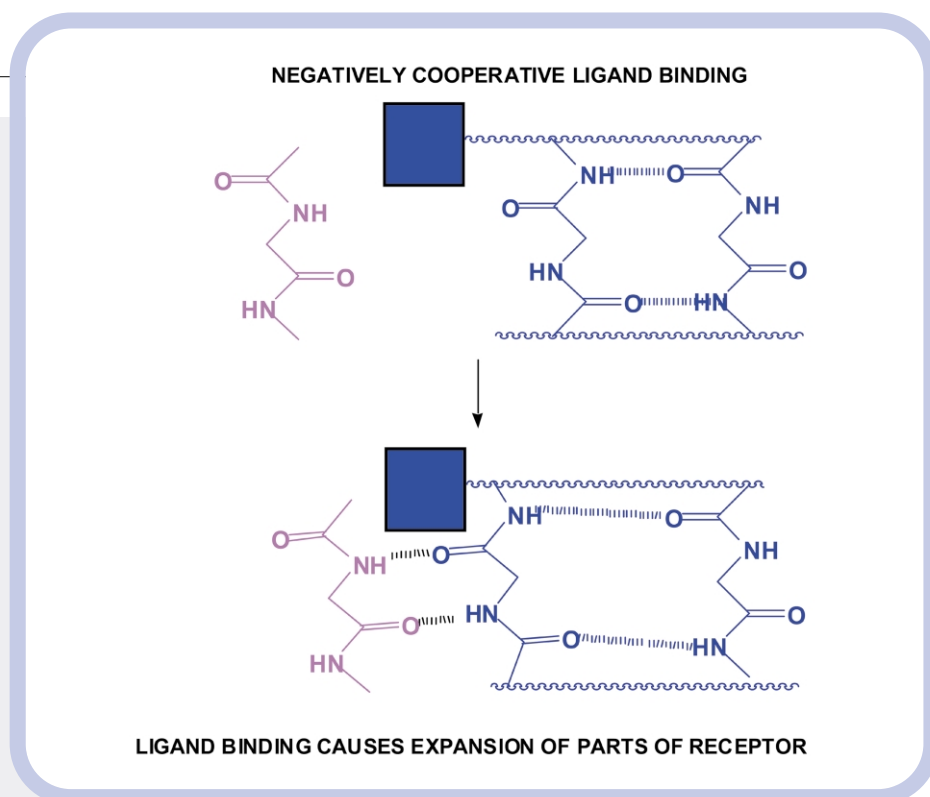 NEGATIVELY COOPERATIVE LIGAND BINDING
NH O
O NH
O NH
O HN O
HN O HN
NH O
O NH O NH
O HN O
HN O HN
LIGAND BINDING CAUSES EXPANSION OF PARTS OF RECEPTOR